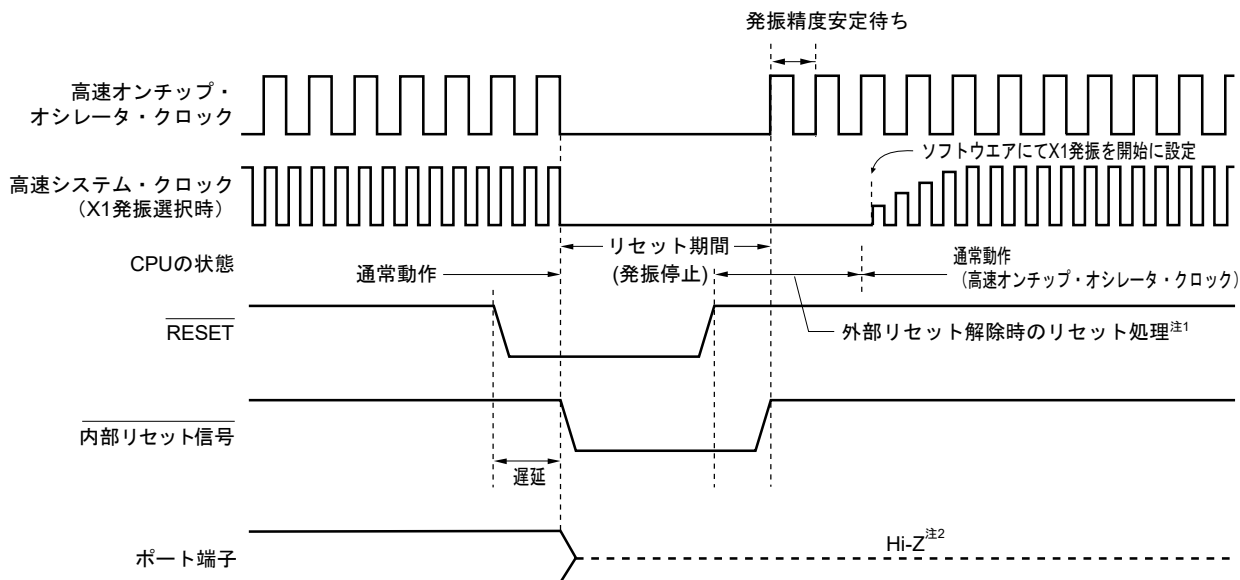 発振精度安定待ち
高速オンチップ・
オシレータ・クロック
ソフトウエアにてX1発振を開始に設定
高速システム・クロック
（X1発振選択時）
リセット期間
(発振停止)
CPUの状態
通常動作
通常動作
（高速オンチップ・オシレータ・クロック）
RESET
外部リセット解除時のリセット処理注1
内部リセット信号
遅延
ポート端子
Hi-Z注2